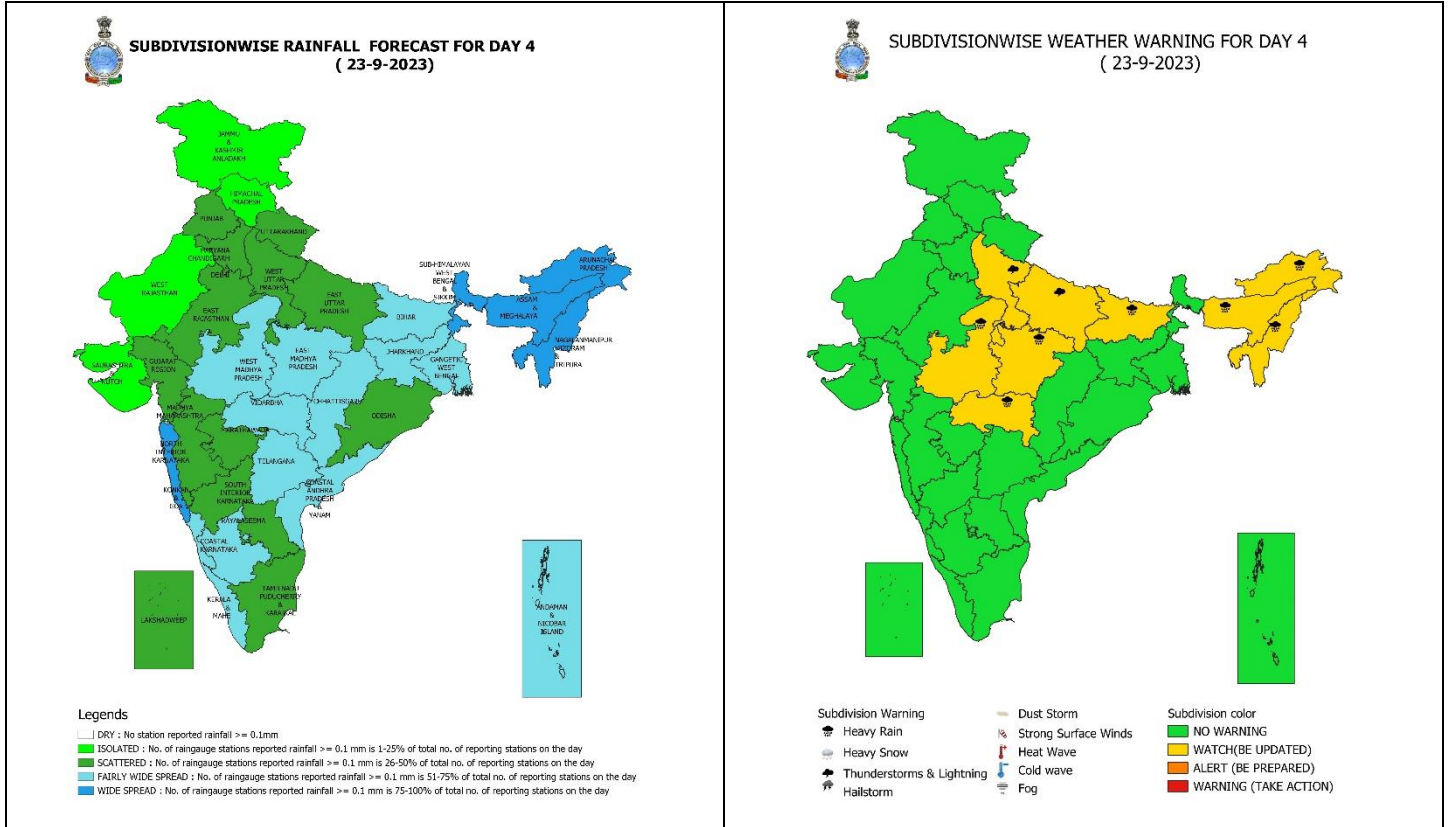 SUBDIVISIONWISE RAINFALL FORECAST FOR DAY 4
( 23-9-2023)
JAMMU
&
KASHMIR
ANLADAKH
HIMACHAL
PRADESH
PUNJAB
UTTARAKHAND
HARYANA
CHANDIGARH
&
DELHI
WEST
UTTAR
PRADESH
EAST
UTTAR
PRADESH
WEST
RAJASTHAN
EAST
RAJASTHAN
SUB-HIMALAYAN
WEST
BENGAL
&
SIKKIM
ARUNACHAL
PRADESH
ASSAM
&
MEGHALAYA
NAGALANMANIPUR
MIZORAM
&
TRIPURA
BIHAR
JHARKHAND
GANGETIC
WEST
BENGAL
SAURASHTRA
&
KUTCH
GUJARAT
REGION
WEST
MADHYA
PRADESH
EAST
MADHYA
PRADESH
VIDARBHA
CHHATTISGARH
ODISHA
MADHYA
MAHARASHTRA
MARATHAWADA
NORTH
INTERIOR
KARNATAKA
TELANGANA
KONKAN
&
GOA
SOUTH
INTERIOR
KARNATAKA
COASTAL
ANDHRA
PRADESH
&
YANAM
RAYALASEEMA
COASTAL
KARNATAKA
KERALA
&
MAHE
TAMILNADU
PUDUCHERRY
&
KARAIKAL
LAKSHADWEEP
ANDAMAN
&
NICOBAR
ISLAND
Legends
DRY : No station reported rainfall >= 0.1mm
ISOLATED : No. of raingauge stations reported rainfall >= 0.1 mm is 1-25% of total no. of reporting stations on the day
SCATTERED : No. of raingauge stations reported rainfall >= 0.1 mm is 26-50% of total no. of reporting stations on the day
FAIRLY WIDE SPREAD : No. of raingauge stations reported rainfall >= 0.1 mm is 51-75% of total no. of reporting stations on the day
WIDE SPREAD : No. of raingauge stations reported rainfall >= 0.1 mm is 75-100% of total no. of reporting stations on the day
SUBDIVISIONWISE WEATHER WARNING FOR DAY 4
( 23-9-2023)
Subdivision Warning
Heavy Rain
Heavy Snow
Thunderstorms & Lightning
Hailstorm
Dust Storm
Strong Surface Winds
Heat Wave
Cold wave
Fog
Subdivision color
NO WARNING
WATCH(BE UPDATED)
ALERT (BE PREPARED)
WARNING (TAKE ACTION)